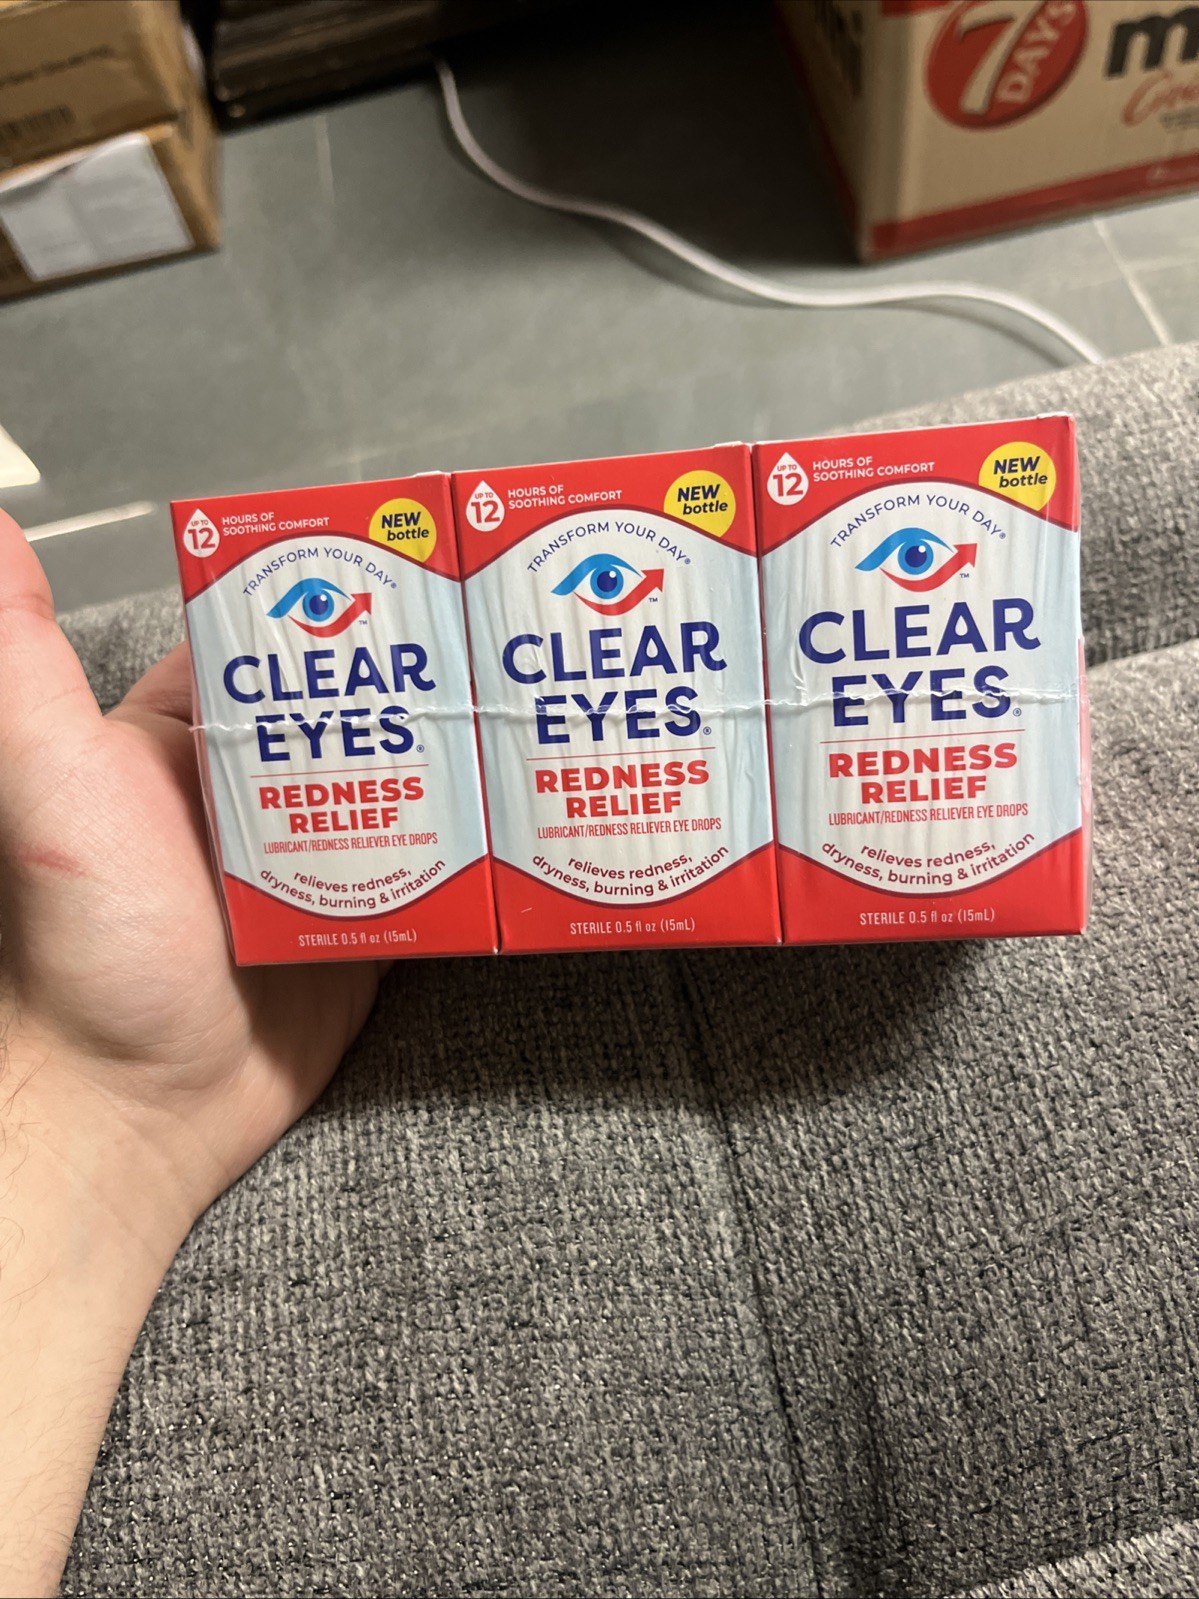 7
DAYS
UP TO
12
HOURS OF
SOOTHING COMFORT
NEW
bottle
TRANSFORM YOUR DAY®
TM
CLEAR
EYES®
REDNESS
RELIEF
LUBRICANT/REDNESS RELIEVER EYE DROPS
relieves redness,
dryness, burning & irritation
STERILE 0.5 fl oz (15mL)
UP TO
12
HOURS OF
SOOTHING COMFORT
NEW
bottle
TRANSFORM YOUR DAY®
TM
CLEAR
EYES®
REDNESS
RELIEF
LUBRICANT/REDNESS RELIEVER EYE DROPS
relieves redness,
dryness, burning & irritation
STERILE 0.5 fl oz (15mL)
UP TO
12
HOURS OF
SOOTHING COMFORT
NEW
bottle
TRANSFORM YOUR DAY®
TM
CLEAR
EYES®
REDNESS
RELIEF
LUBRICANT/REDNESS RELIEVER EYE DROPS
relieves redness,
dryness, burning & irritation
STERILE 0.5 fl oz (15mL)